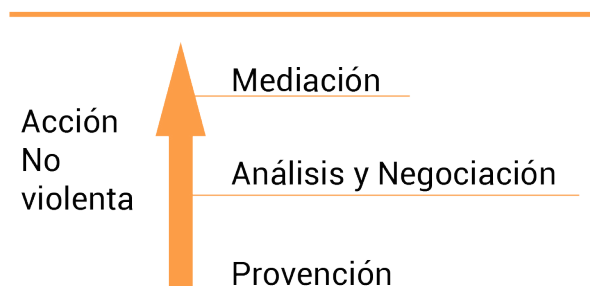 Mediación
Acción
No
violenta
Análisis y Negociación
Provención